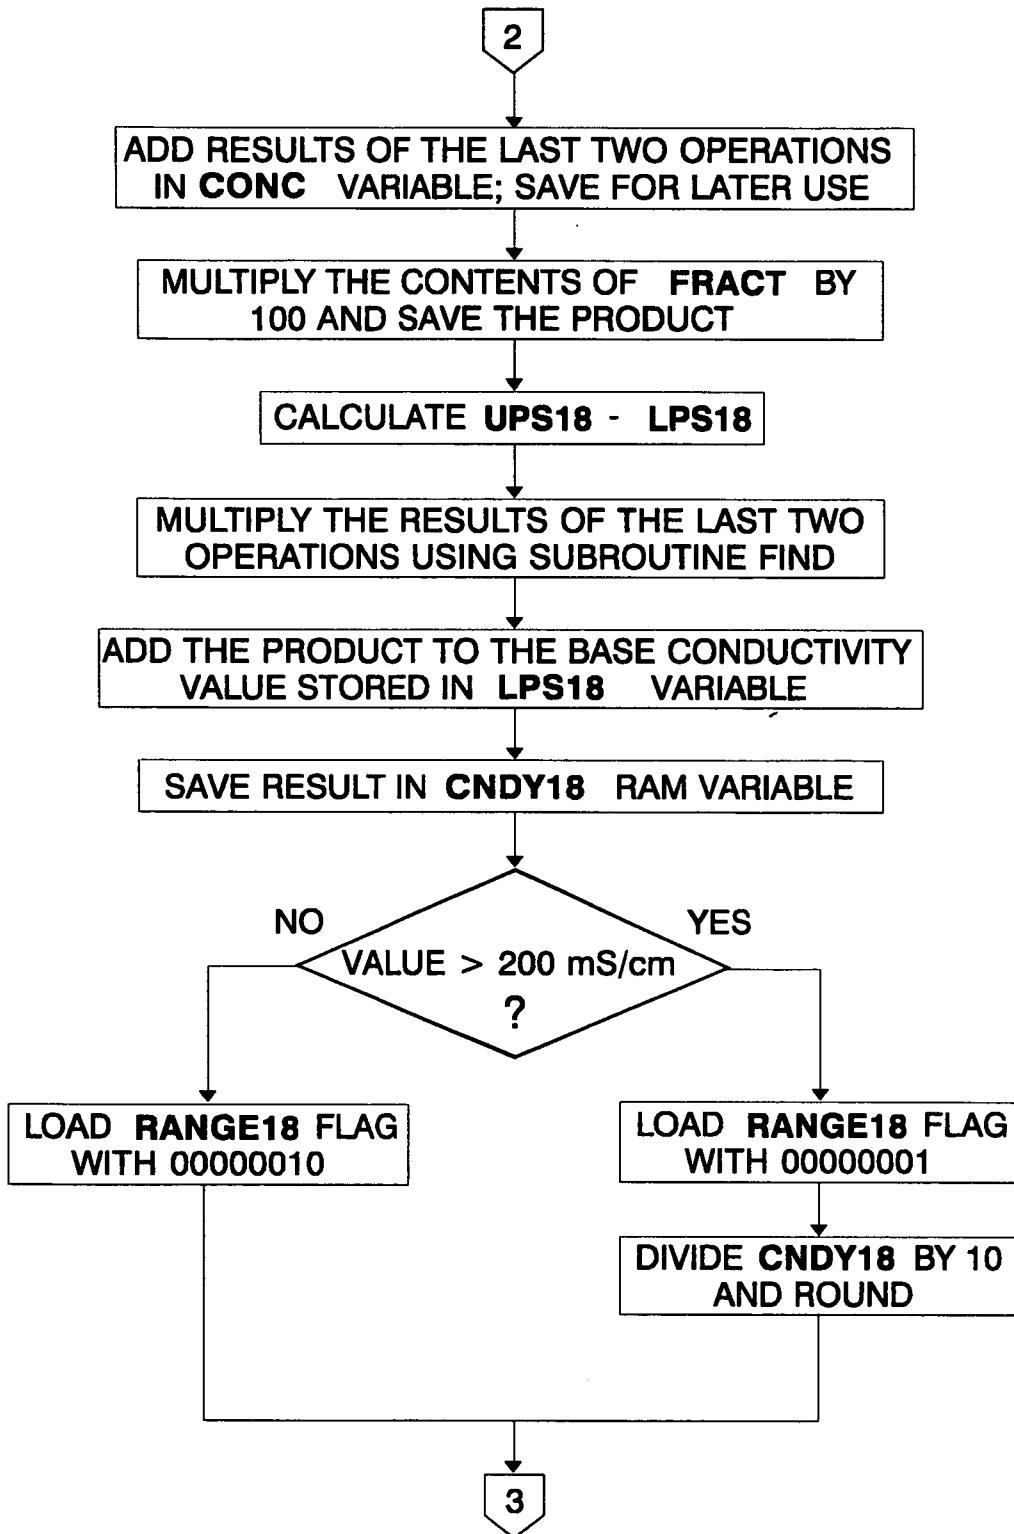 2
ADD RESULTS OF THE LAST TWO OPERATIONS
IN CONC VARIABLE; SAVE FOR LATER USE
MULTIPLY THE CONTENTS OF FRACT BY
100 AND SAVE THE PRODUCT
CALCULATE UPS18 - LPS18
MULTIPLY THE RESULTS OF THE LAST TWO
OPERATIONS USING SUBROUTINE FIND
ADD THE PRODUCT TO THE BASE CONDUCTIVITY
VALUE STORED IN LPS18 VARIABLE
SAVE RESULT IN CNDY18 RAM VARIABLE
NO
YES
VALUE > 200 mS/cm
?
LOAD RANGE18 FLAG
WITH 00000010
LOAD RANGE18 FLAG
WITH 00000001
DIVIDE CNDY18 BY 10
AND ROUND
3